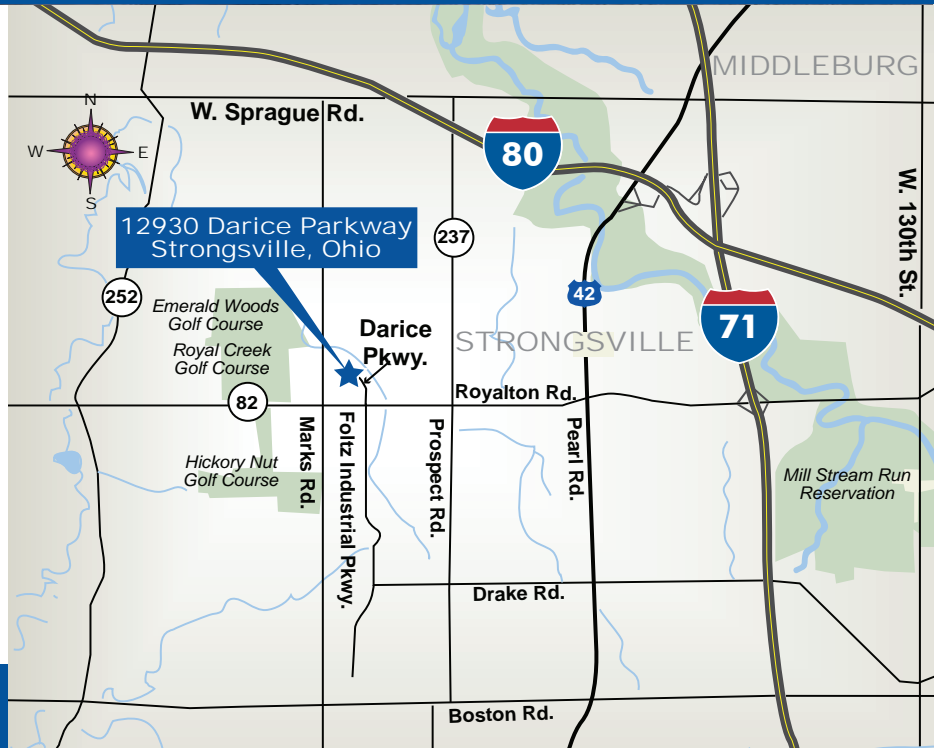 MIDDLEBURG
N
W. Sprague Rd.
W
E
80
S
W. 130th St.
12930 Darice Parkway
Strongsville, Ohio
237
252
42
Emerald Woods
Golf Course
71
Darice
Pkwy.
STRONGSVILLE
Royal Creek
Golf Course
Royalton Rd.
82
Marks Rd.
Foltz Industrial Pkwy.
Prospect Rd.
Pearl Rd.
Hickory Nut
Golf Course
Mill Stream Run
Reservation
Drake Rd.
Boston Rd.